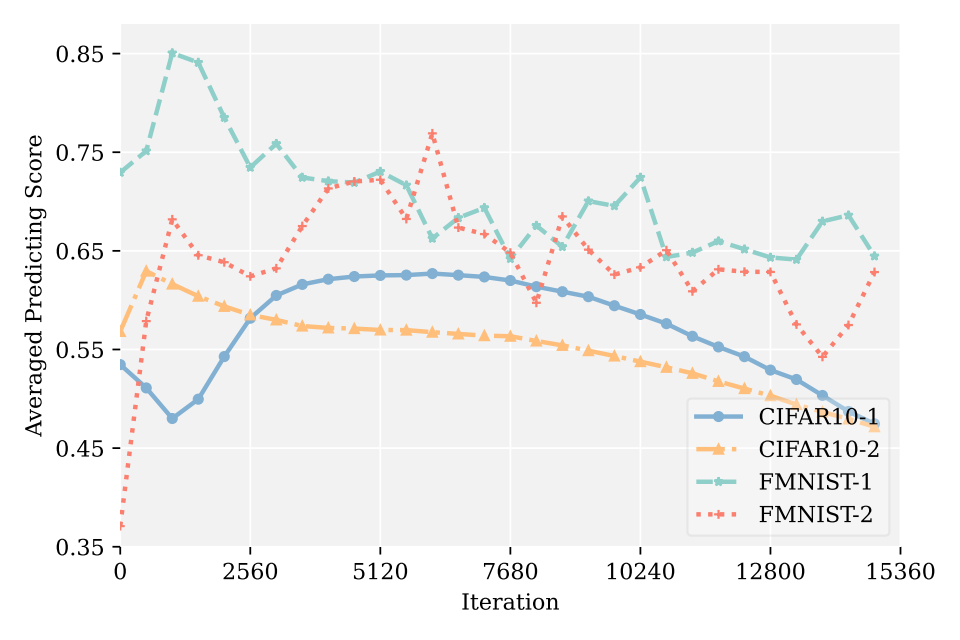 0.85
0.75
0.65
0.55
0.45
0.35
Averaged Predicting Score
CIFAR10-1
CIFAR10-2
FMNIST-1
FMNIST-2
0 2560 5120 7680 10240 12800 15360
Iteration